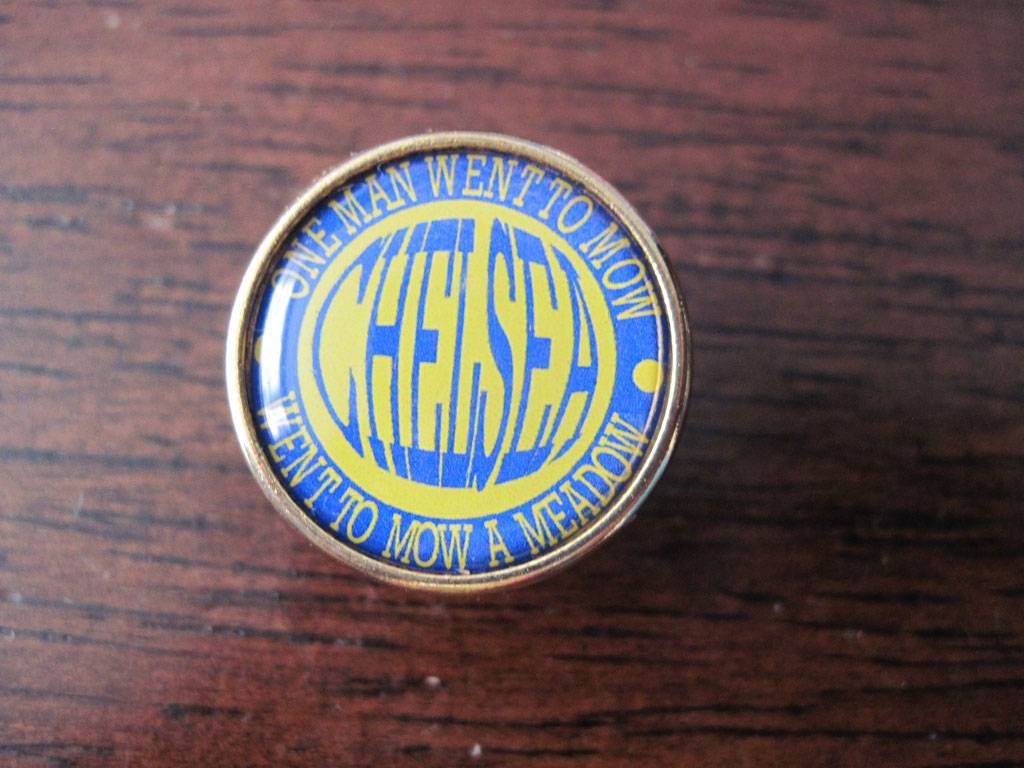 ONE MAN WENT TO MOW
CHELSEA
WENT TO MOW A MEADOW